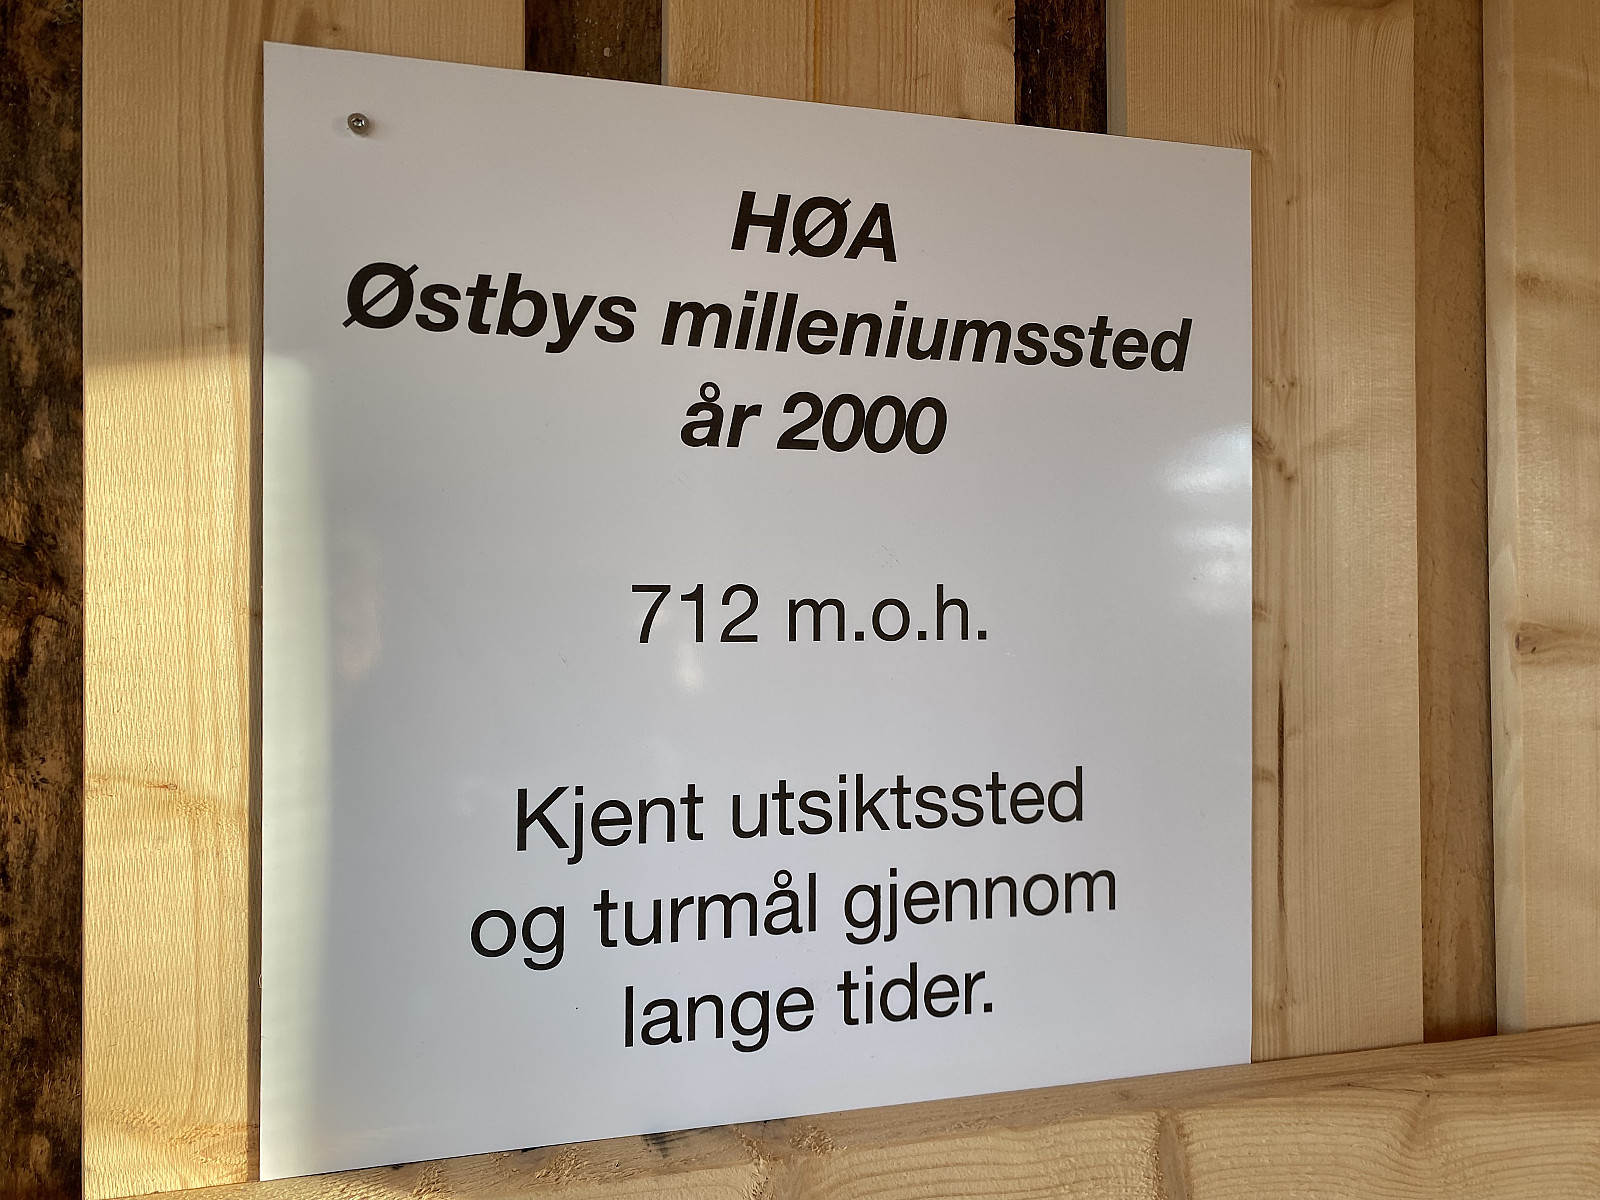 HØA
Østbys milleniumssted
år 2000
712 m.o.h.
Kjent utsiktssted
og turmål gjennom
lange tider.